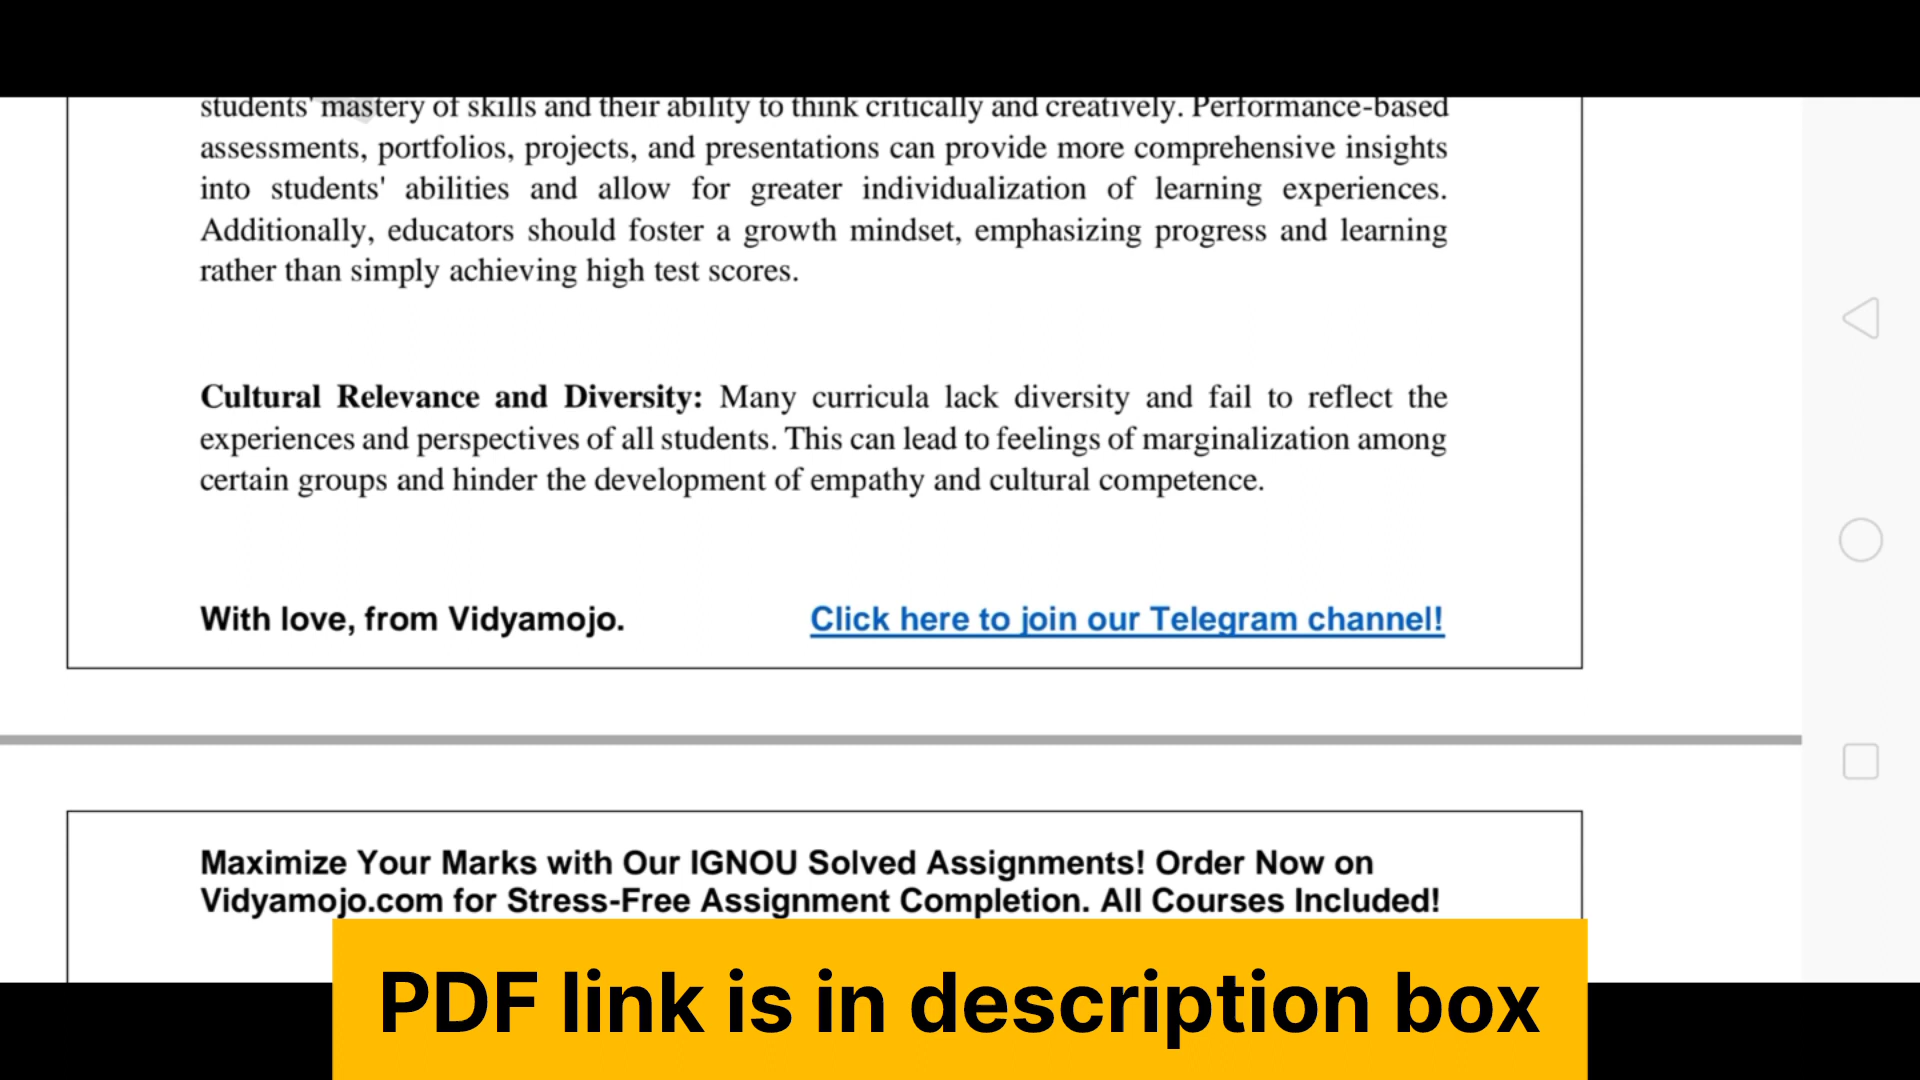 students' mastery of skills and their ability to think critically and creatively. Performance-based
assessments, portfolios, projects, and presentations can provide more comprehensive insights
into students' abilities and allow for greater individualization of learning experiences.
Additionally, educators should foster a growth mindset, emphasizing progress and learning
rather than simply achieving high test scores.
Cultural Relevance and Diversity: Many curricula lack diversity and fail to reflect the
experiences and perspectives of all students. This can lead to feelings of marginalization among
certain groups and hinder the development of empathy and cultural competence.
With love, from Vidyamojo. Click here to join our Telegram channel!
Maximize Your Marks with Our IGNOU Solved Assignments! Order Now on
Vidyamojo.com for Stress-Free Assignment Completion. All Courses Included!
PDF link is in description box